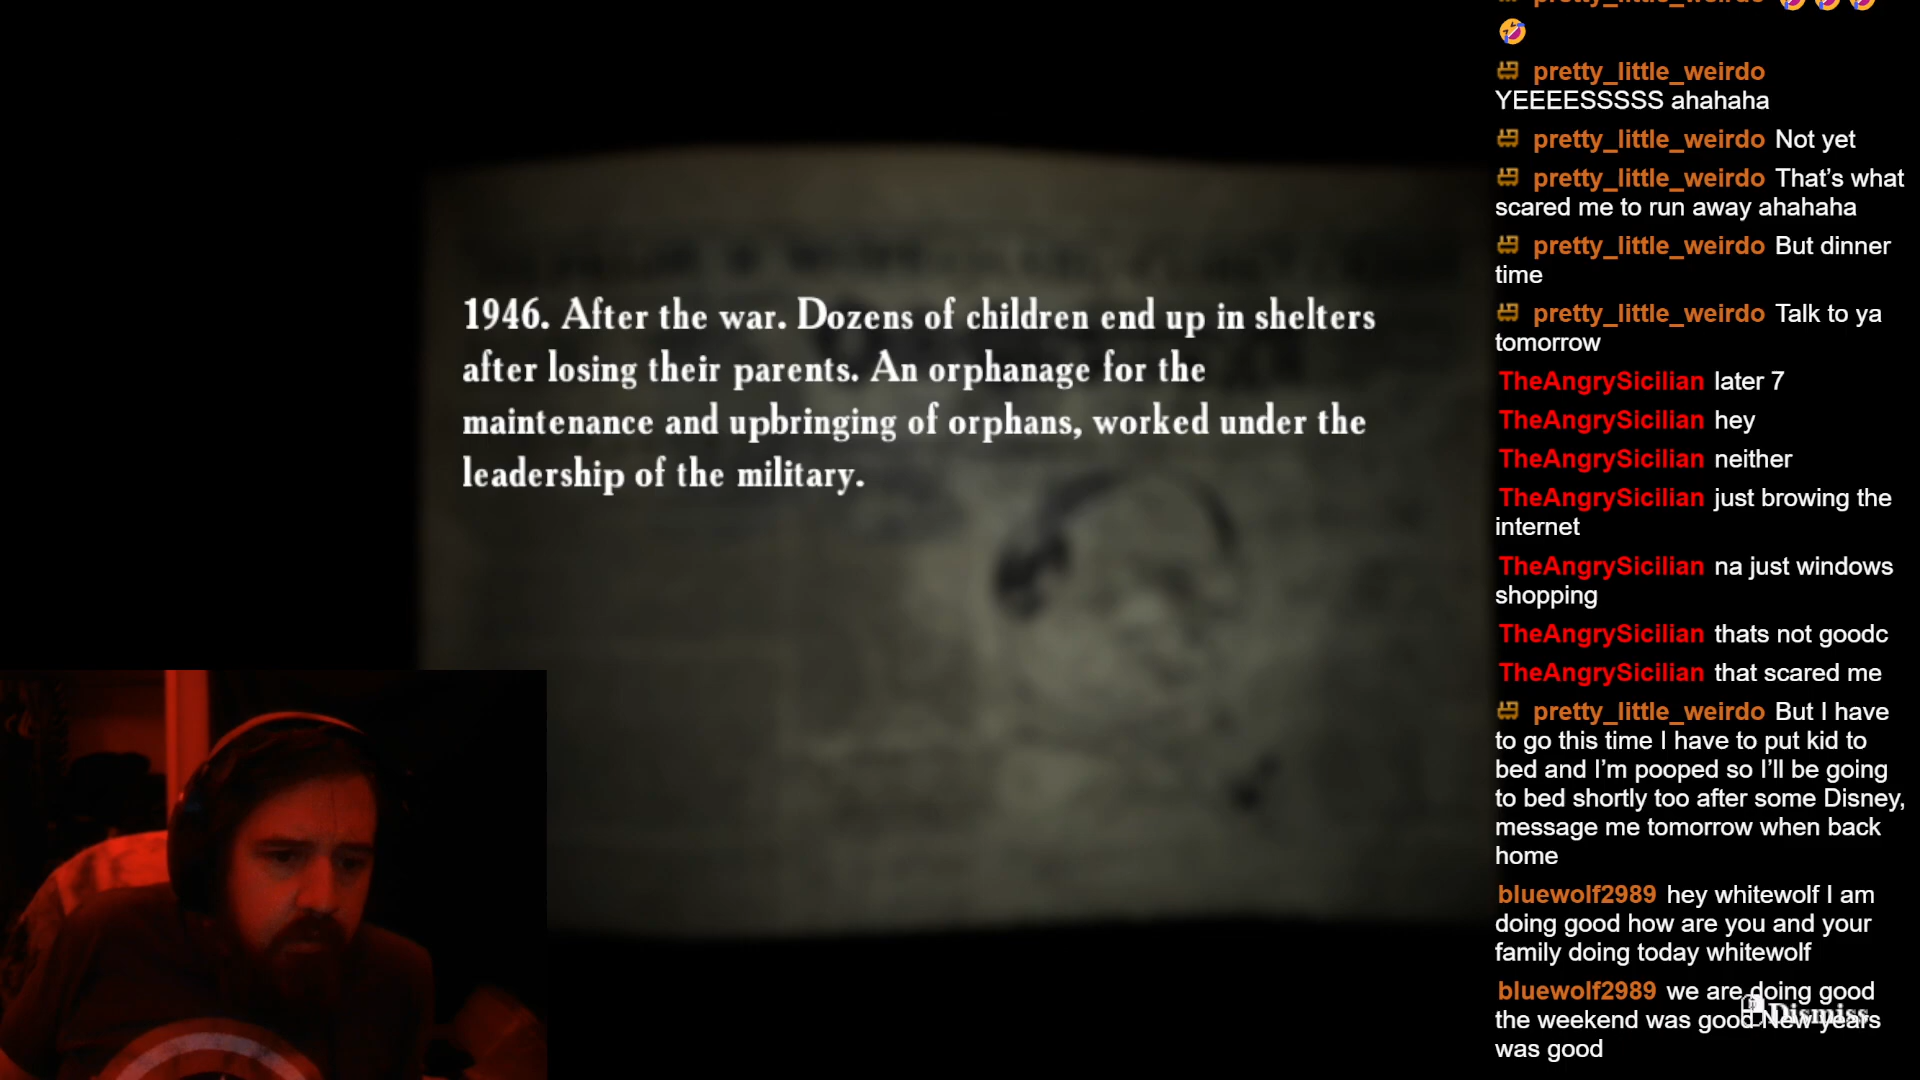 1946. After the war. Dozens of children end up in shelters
after losing their parents. An orphanage for the
maintenance and upbringing of orphans, worked under the
leadership of the military.
pretty_little_weirdo
pretty_little_weirdo
YEEEESSSSS ahahaha
pretty_little_weirdo Not yet
pretty_little_weirdo That's what
scared me to run away ahahaha
pretty_little_weirdo But dinner
time
pretty_little_weirdo Talk to ya
tomorrow
TheAngrySicilian later 7
TheAngrySicilian hey
TheAngrySicilian neither
TheAngrySicilian just browing the
internet
TheAngrySicilian na just windows
shopping
TheAngrySicilian thats not goodc
TheAngrySicilian that scared me
pretty_little_weirdo But I have
to go this time I have to put kid to
bed and I'm pooped so I'll be going
to bed shortly too after some Disney,
message me tomorrow when back
home
bluewolf2989 hey whitewolf I am
doing good how are you and your
family doing today whitewolf
bluewolf2989 we are doing good
the weekend was good New years
was good
Dismiss